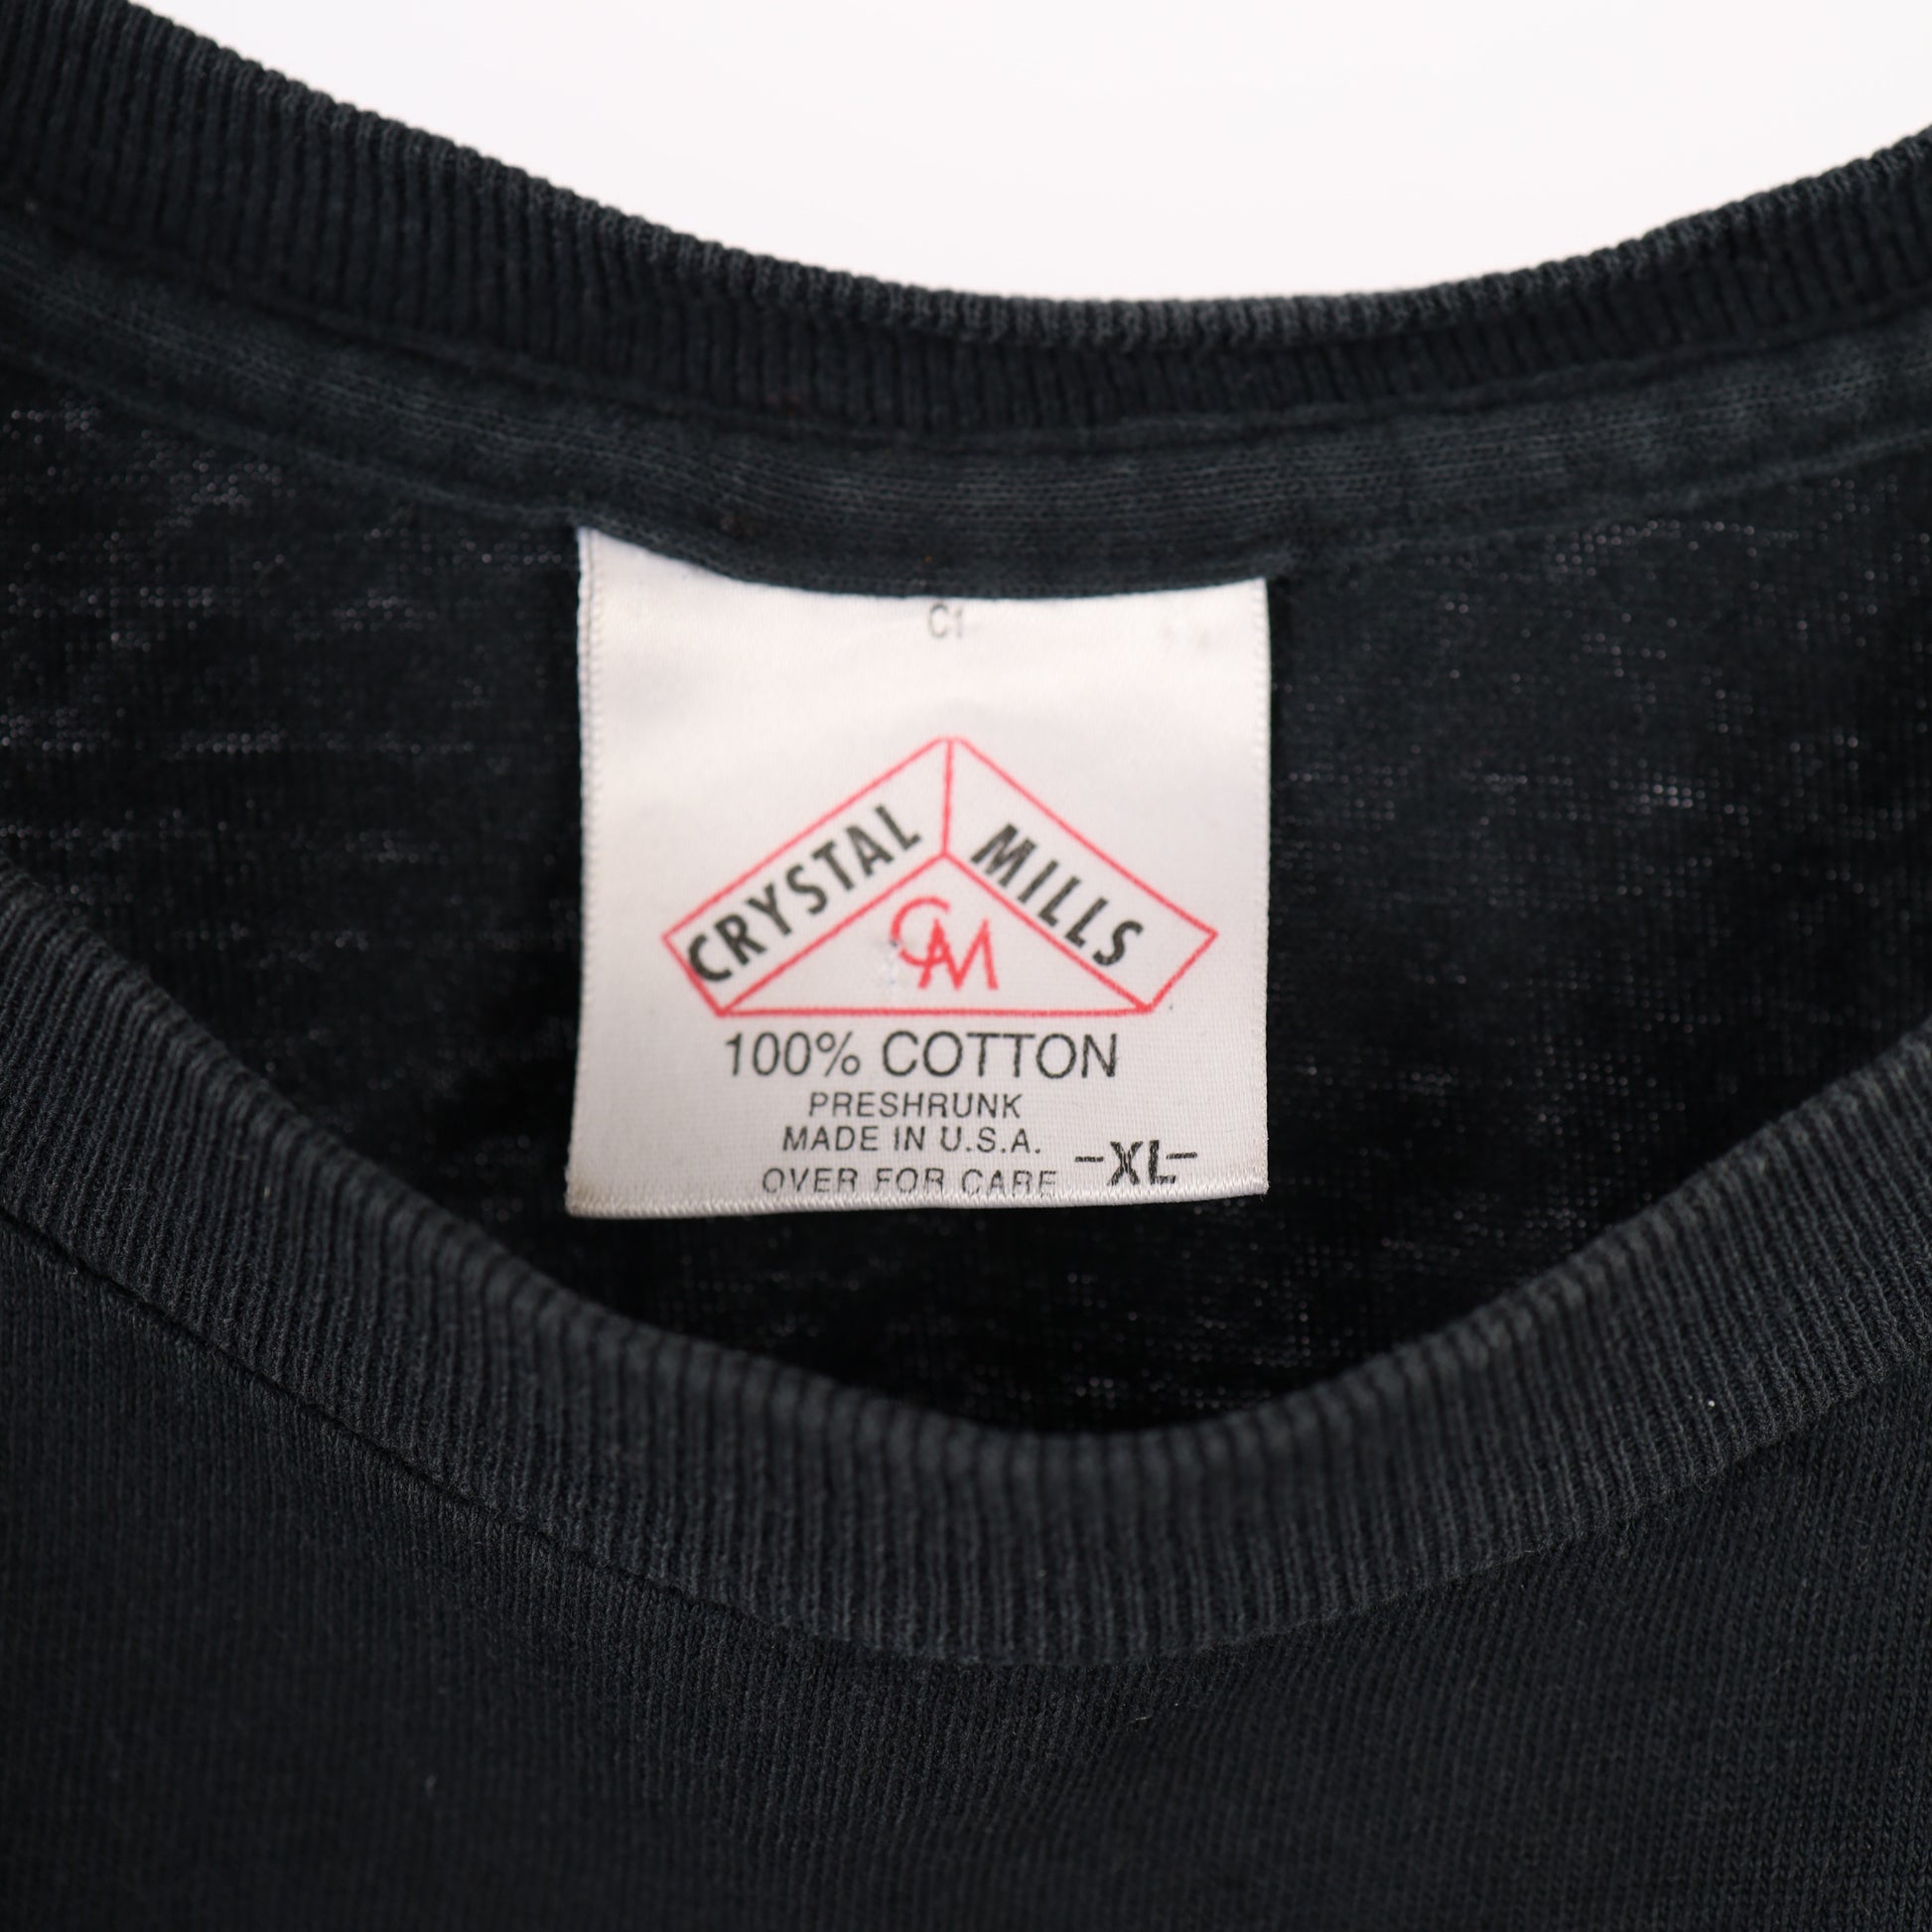 C1
CRYSTAL MILLS
CM
100% COTTON
PRESHRUNK
MADE IN U.S.A.
OVER FOR CARE -XL-